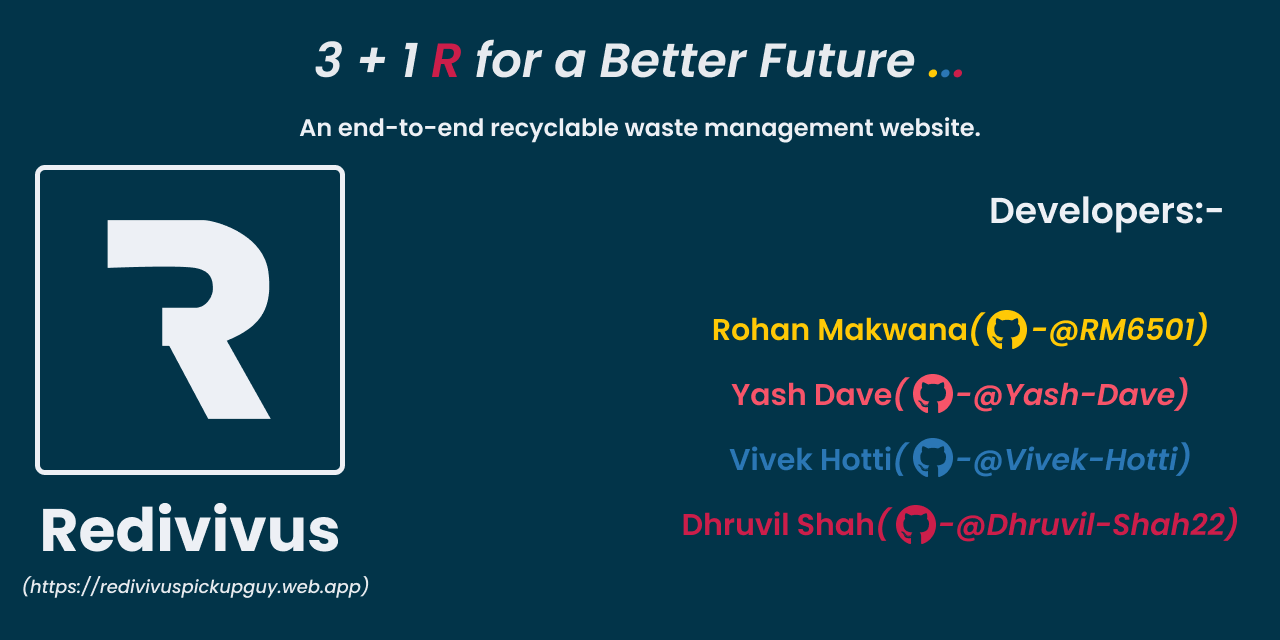 3 + 1 R for a Better Future ...
An end-to-end recyclable waste management website.
R
Redivivus
(https://redivivuspickupguy.web.app)
Developers:-
Rohan Makwana( -@RM6501)
Yash Dave( -@Yash-Dave)
Vivek Hotti( -@Vivek-Hotti)
Dhruvil Shah( -@Dhruvil-Shah22)